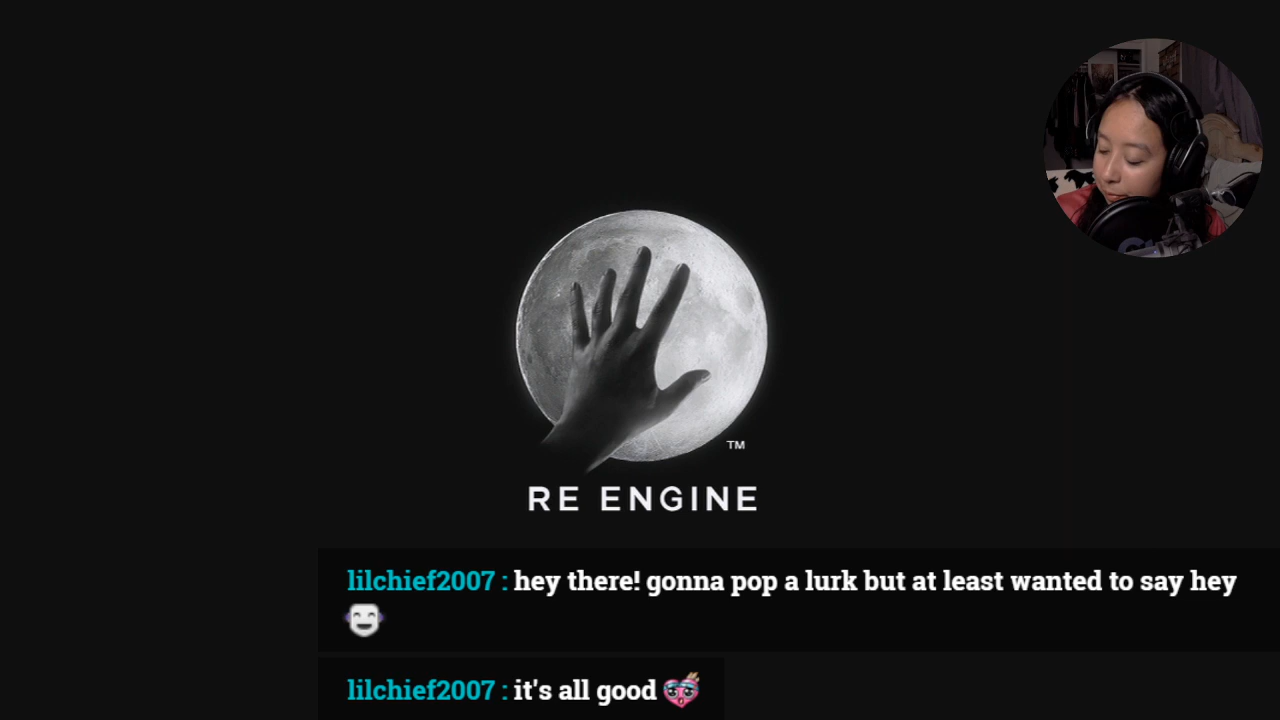 TM
RE ENGINE
lilchief2007 : hey there! gonna pop a lurk but at least wanted to say hey
lilchief2007 : it's all good